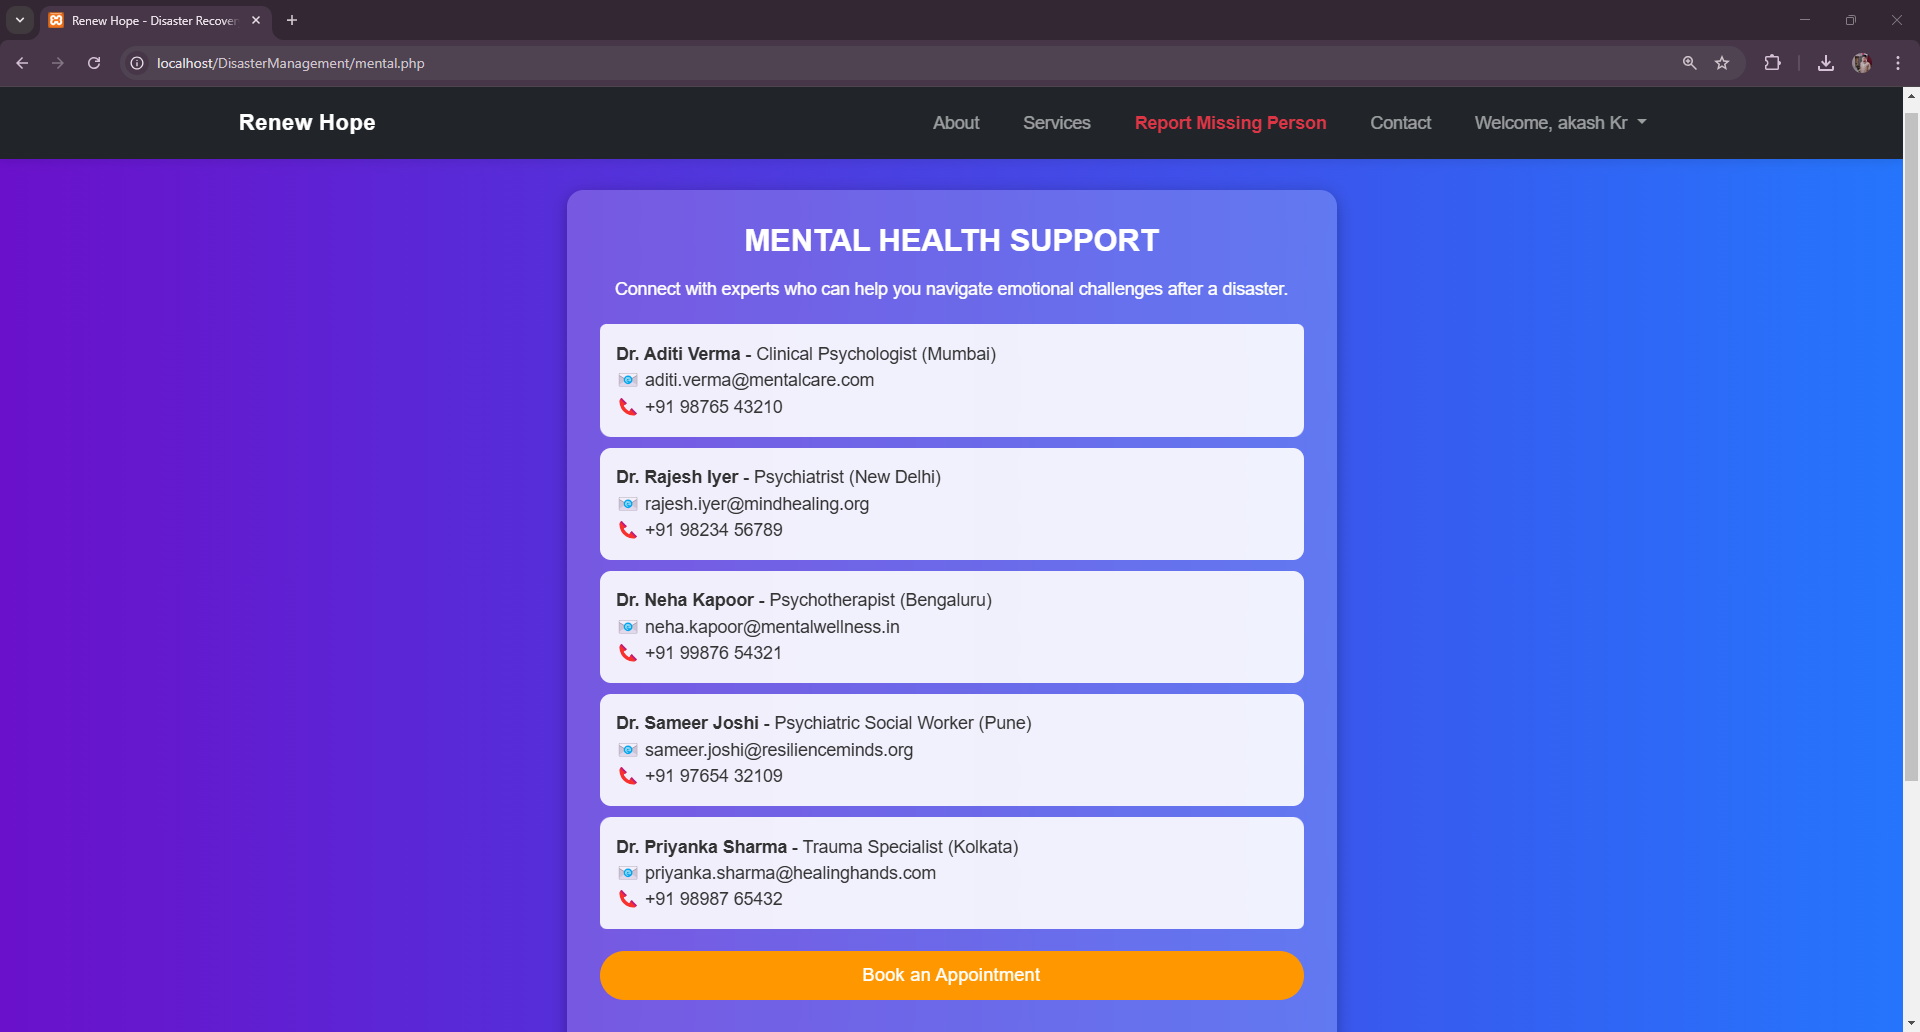 Renew Hope - Disaster Recover
localhost/DisasterManagement/mental.php
Renew Hope
About
Services
Report Missing Person
Contact
Welcome, akash Kr
MENTAL HEALTH SUPPORT
Connect with experts who can help you navigate emotional challenges after a disaster.
Dr. Aditi Verma - Clinical Psychologist (Mumbai)
aditi.verma@mentalcare.com
+91 98765 43210
Dr. Rajesh Iyer - Psychiatrist (New Delhi)
rajesh.iyer@mindhealing.org
+91 98234 56789
Dr. Neha Kapoor - Psychotherapist (Bengaluru)
neha.kapoor@mentalwellness.in
+91 99876 54321
Dr. Sameer Joshi - Psychiatric Social Worker (Pune)
sameer.joshi@resilienceminds.org
+91 97654 32109
Dr. Priyanka Sharma - Trauma Specialist (Kolkata)
priyanka.sharma@healinghands.com
+91 98987 65432
Book an Appointment